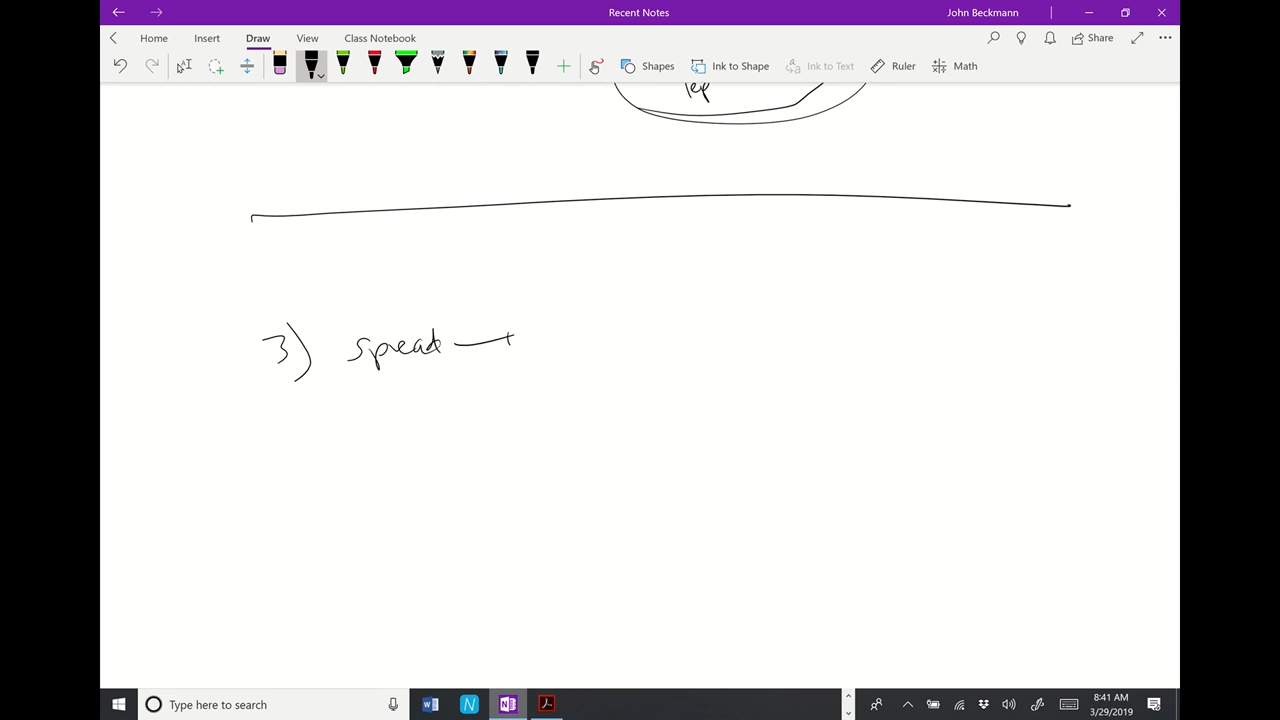 Recent Notes
John Beckmann
Home Insert Draw View Class Notebook
Share
Shapes Ink to Shape Ink to Text Ruler Math
3) spread
Type here to search
8:41 AM
3/29/2019